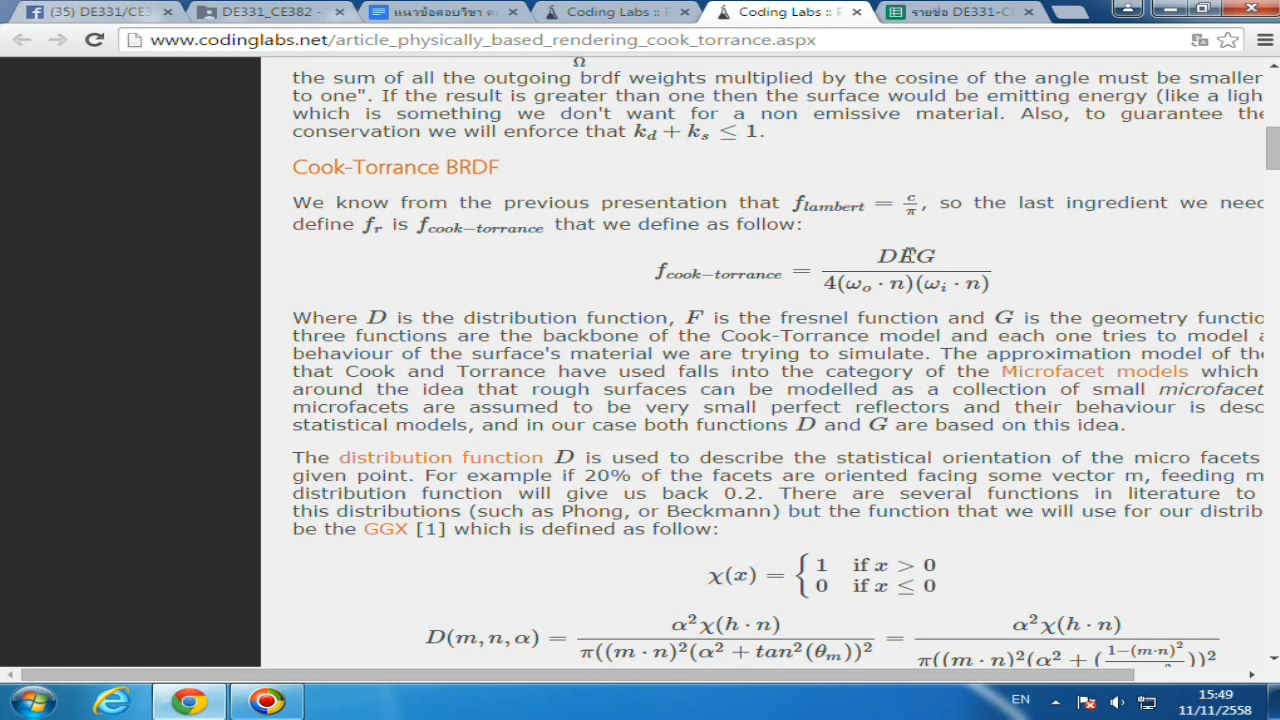 (35) DE331/CE3
DE331_CE382 -
แนวข้อสอบวิชา
Coding Labs ::
Coding Labs ::
รายชื่อ DE331-C
www.codinglabs.net/article_physically_based_rendering_cook_torrance.aspx
Ω
the sum of all the outgoing brdf weights multiplied by the cosine of the angle must be smaller
to one". If the result is greater than one then the surface would be emitting energy (like a ligh
which is something we don't want for a non emissive material. Also, to guarantee the
conservation we will enforce that k_d + k_s ≤ 1.
Cook-Torrance BRDF
We know from the previous presentation that f_lambert = c/π, so the last ingredient we need
define f_r is f_cook−torrance that we define as follow:
f_cook−torrance = DFG / 4(ω_o · n)(ω_i · n)
Where D is the distribution function, F is the fresnel function and G is the geometry functio
three functions are the backbone of the Cook-Torrance model and each one tries to model a
behaviour of the surface's material we are trying to simulate. The approximation model of the
that Cook and Torrance have used falls into the category of the Microfacet models which
around the idea that rough surfaces can be modelled as a collection of small microfacet
microfacets are assumed to be very small perfect reflectors and their behaviour is desc
statistical models, and in our case both functions D and G are based on this idea.
The distribution function D is used to describe the statistical orientation of the micro facets
given point. For example if 20% of the facets are oriented facing some vector m, feeding m
distribution function will give us back 0.2. There are several functions in literature to
this distributions (such as Phong, or Beckmann) but the function that we will use for our distrib
be the GGX [1] which is defined as follow:
χ(x) = { 1 if x > 0
0 if x ≤ 0
D(m, n, α) = α²χ(h · n) / π((m · n)²(α² + tan²(θ_m))² = α²χ(h · n) / π((m · n)²(α² + (1−(m·n)²/))²
EN
15:49
11/11/2558